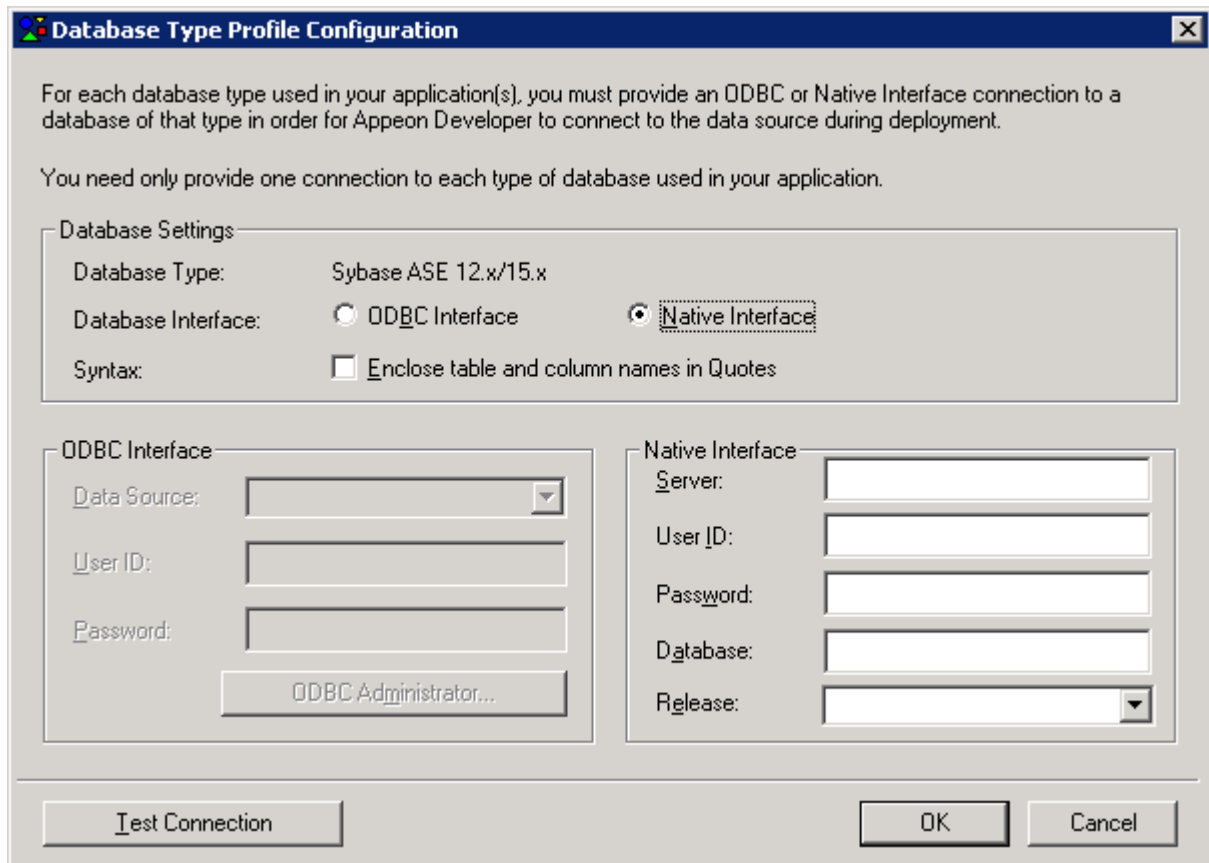 Database Type Profile Configuration
For each database type used in your application(s), you must provide an ODBC or Native Interface connection to a
database of that type in order for Appeon Developer to connect to the data source during deployment.
You need only provide one connection to each type of database used in your application.
Database Settings
Database Type: Sybase ASE 12.x/15.x
Database Interface: ODBC Interface Native Interface
Syntax: Enclose table and column names in Quotes
ODBC Interface
Data Source:
User ID:
Password:
ODBC Administrator...
Native Interface
Server:
User ID:
Password:
Database:
Release:
Test Connection OK Cancel